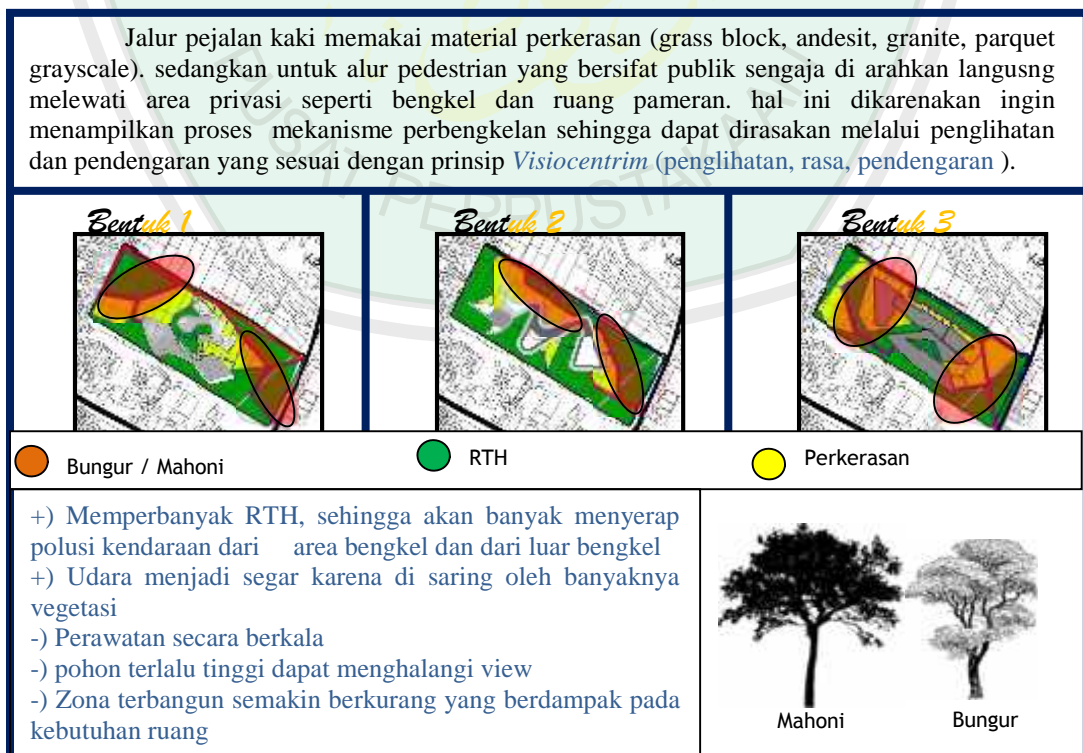 Jalur pejalan kaki memakai material perkerasan (grass block, andesit, granite, parquet
grayscale). sedangkan untuk alur pedestrian yang bersifat publik sengaja di arahkan langusng
melewati area privasi seperti bengkel dan ruang pameran. hal ini dikarenakan ingin
menampilkan proses mekanisme perbengkelan sehingga dapat dirasakan melalui penglihatan
dan pendengaran yang sesuai dengan prinsip Visiocentrim (penglihatan, rasa, pendengaran ).
PUSAT PERPUSTAKAAN
Bentuk 1
Bentuk 2
Bentuk 3
Bungur / Mahoni
RTH
Perkerasan
+) Memperbanyak RTH, sehingga akan banyak menyerap
polusi kendaraan dari area bengkel dan dari luar bengkel
+) Udara menjadi segar karena di saring oleh banyaknya
vegetasi
-) Perawatan secara berkala
-) pohon terlalu tinggi dapat menghalangi view
-) Zona terbangun semakin berkurang yang berdampak pada
kebutuhan ruang
Mahoni
Bungur